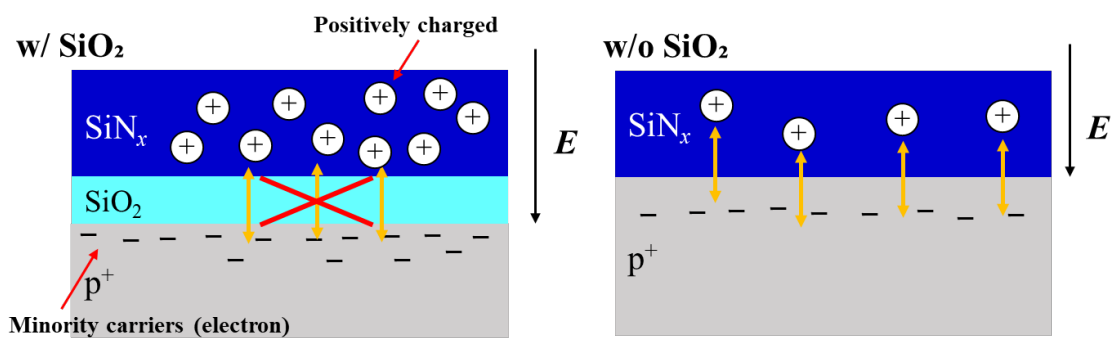 w/ SiO₂
Positively charged
+ + + + +
+ + + + +
SiNₓ
E
SiO₂
− − − − − − − − − −
− − − −
p⁺
Minority carriers (electron)
w/o SiO₂
+ + + +
SiNₓ
E
− − − − − − − −
p⁺